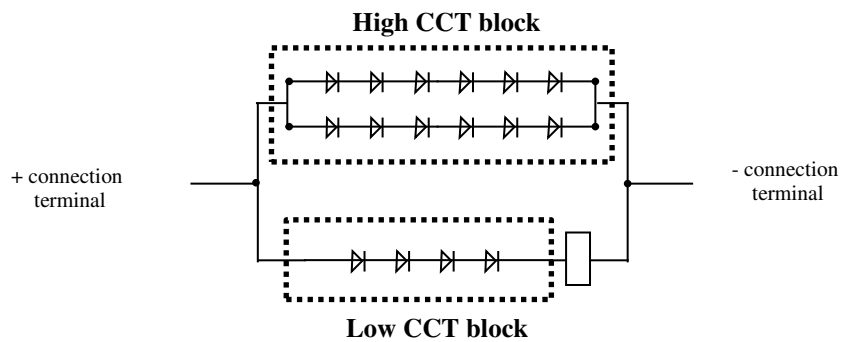 High CCT block
+ connection
terminal
- connection
terminal
Low CCT block